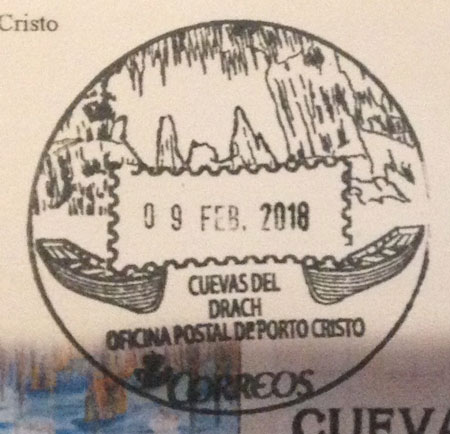 Cristo
0 9 FEB. 2018
CUEVAS DEL
DRACH
OFICINA POSTAL DE PORTO CRISTO
CORREOS
CUEVA